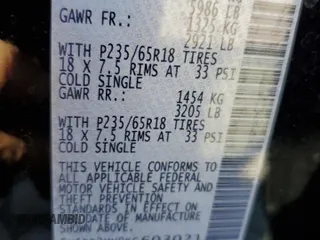 5986 LB
GAWR FR.: 1325 KG
2921 LB
WITH P235/65R18 TIRES
18 X 7.5 RIMS AT 33 PSI
COLD SINGLE
GAWR RR.: 1454 KG
3205 LB
WITH P235/65R18 TIRES
18 X 7.5 RIMS AT 33 PSI
COLD SINGLE
THIS VEHICLE CONFORMS TO
ALL APPLICABLE FEDERAL
MOTOR VEHICLE SAFETY AND
THEFT PREVENTION
STANDARDS IN EFFECT ON
THE DATE OF